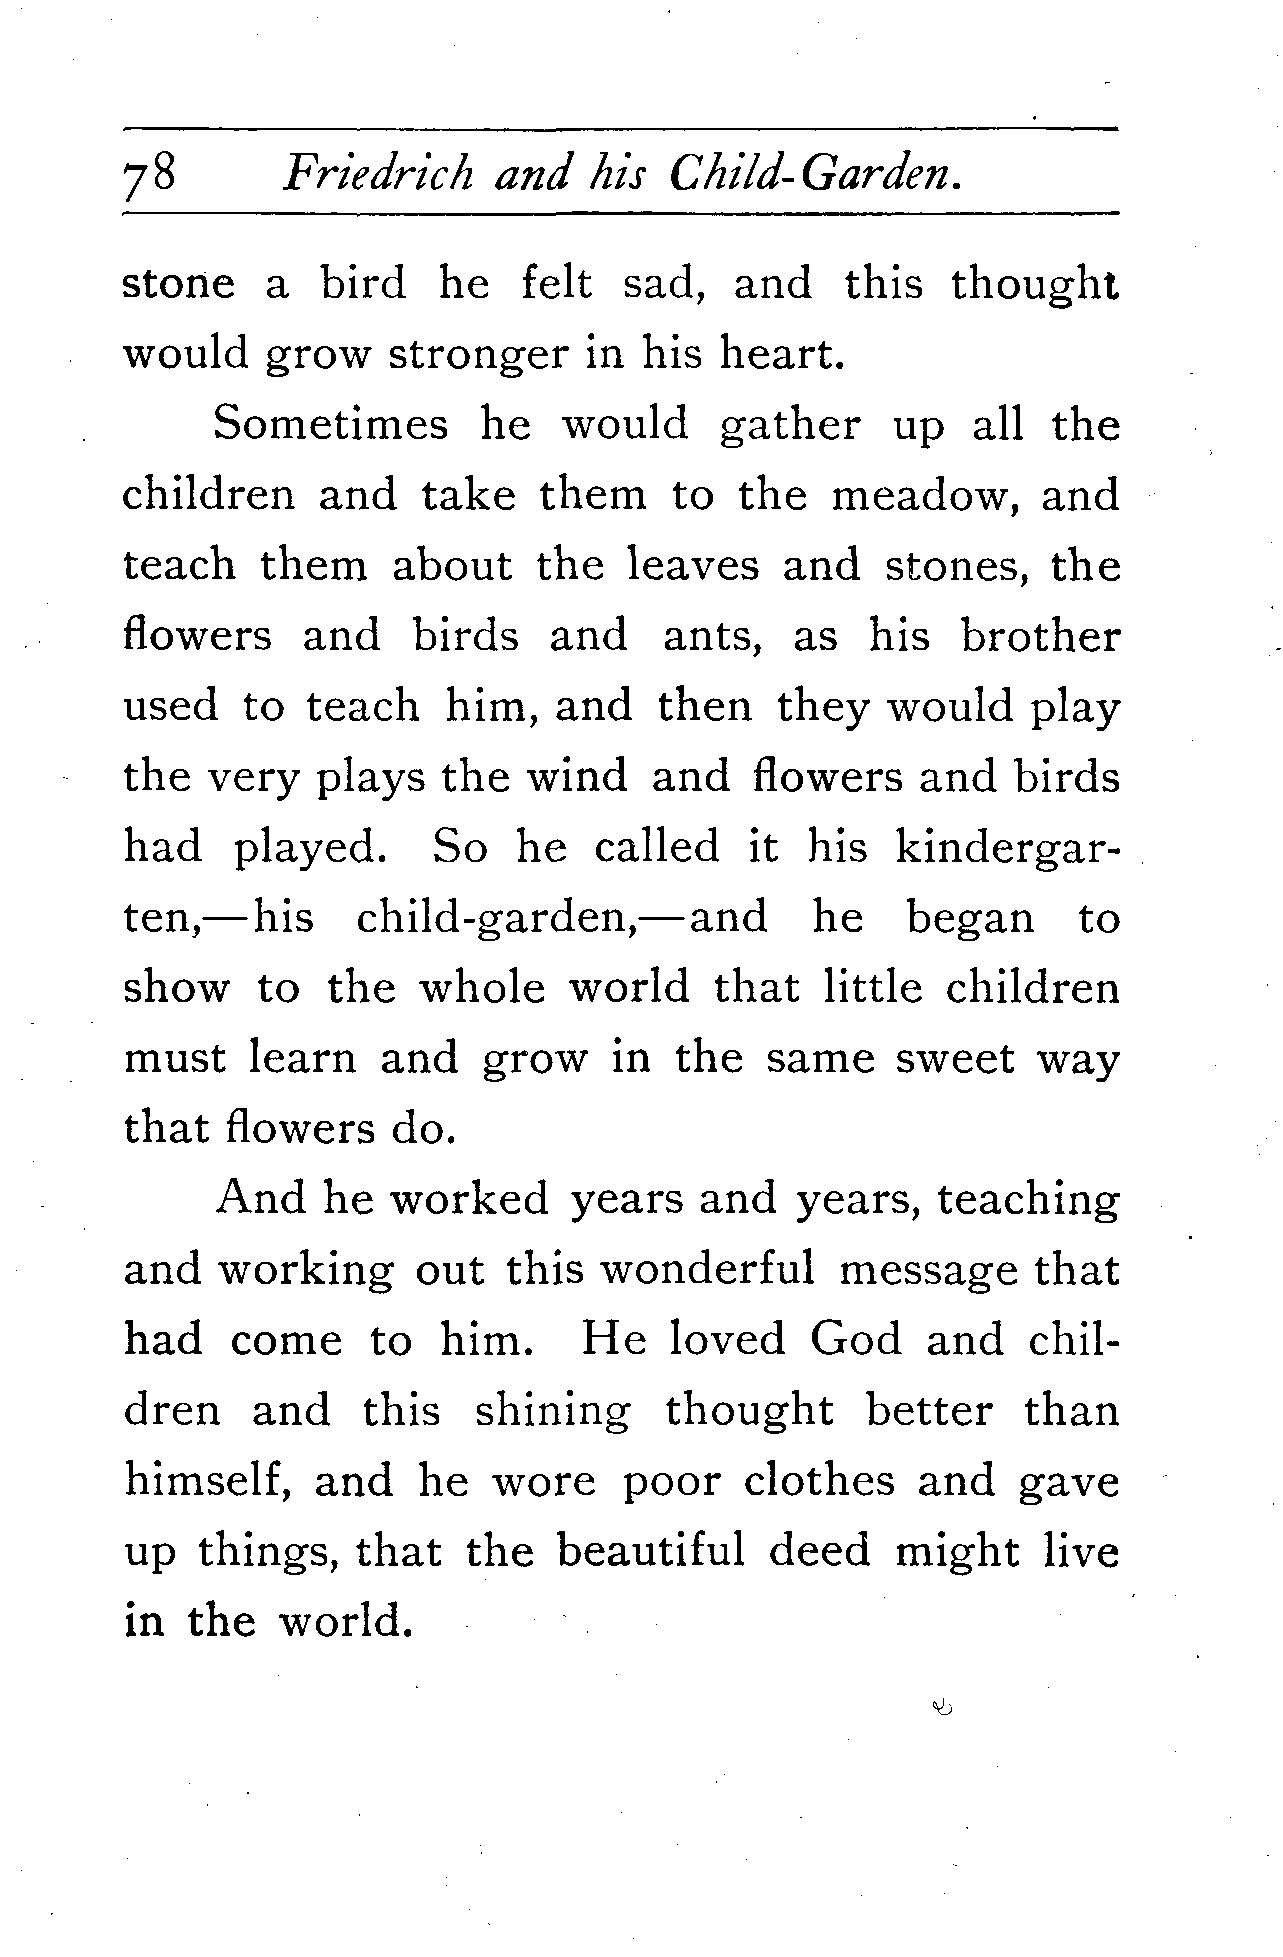 78 Friedrich and his Child-Garden.
stone a bird he felt sad, and this thought
would grow stronger in his heart.
Sometimes he would gather up all the
children and take them to the meadow, and
teach them about the leaves and stones, the
flowers and birds and ants, as his brother
used to teach him, and then they would play
the very plays the wind and flowers and birds
had played. So he called it his kindergar-
ten,—his child-garden,—and he began to
show to the whole world that little children
must learn and grow in the same sweet way
that flowers do.
And he worked years and years, teaching
and working out this wonderful message that
had come to him. He loved God and chil-
dren and this shining thought better than
himself, and he wore poor clothes and gave
up things, that the beautiful deed might live
in the world.